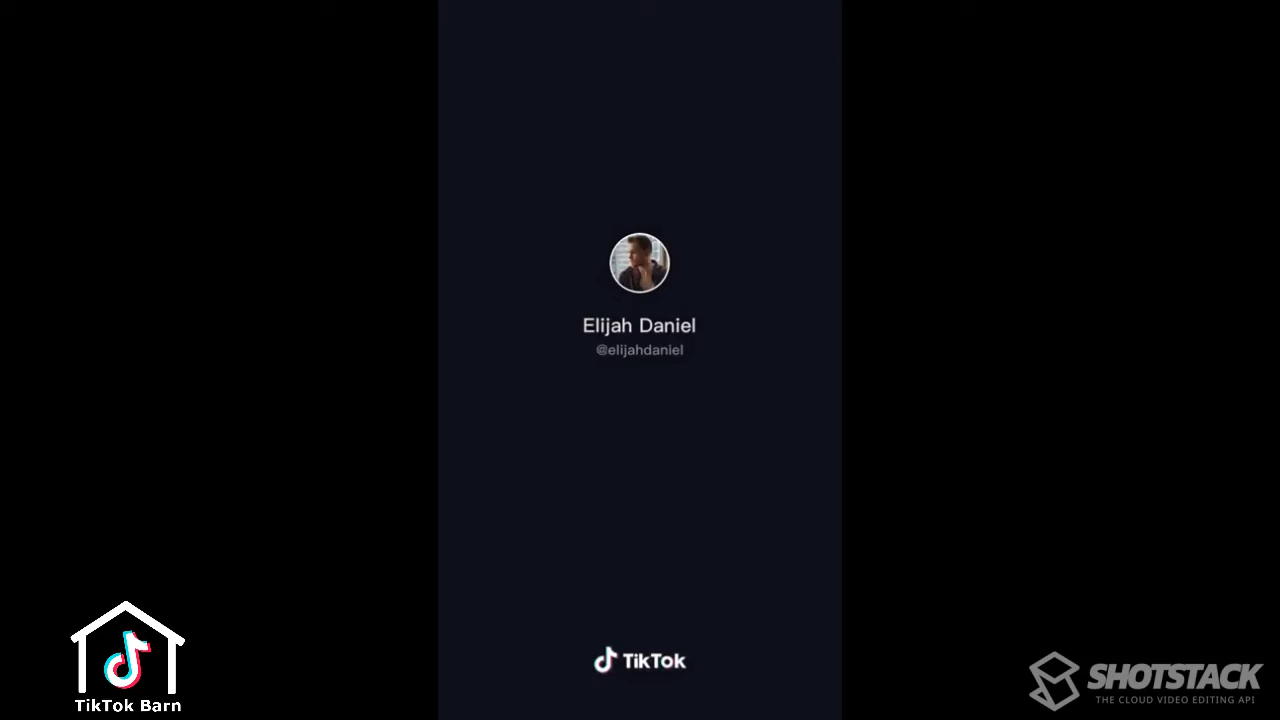 Elijah Daniel
@elijahdaniel
TikTok
TikTok Barn
SHOTSTACK
THE CLOUD VIDEO EDITING API